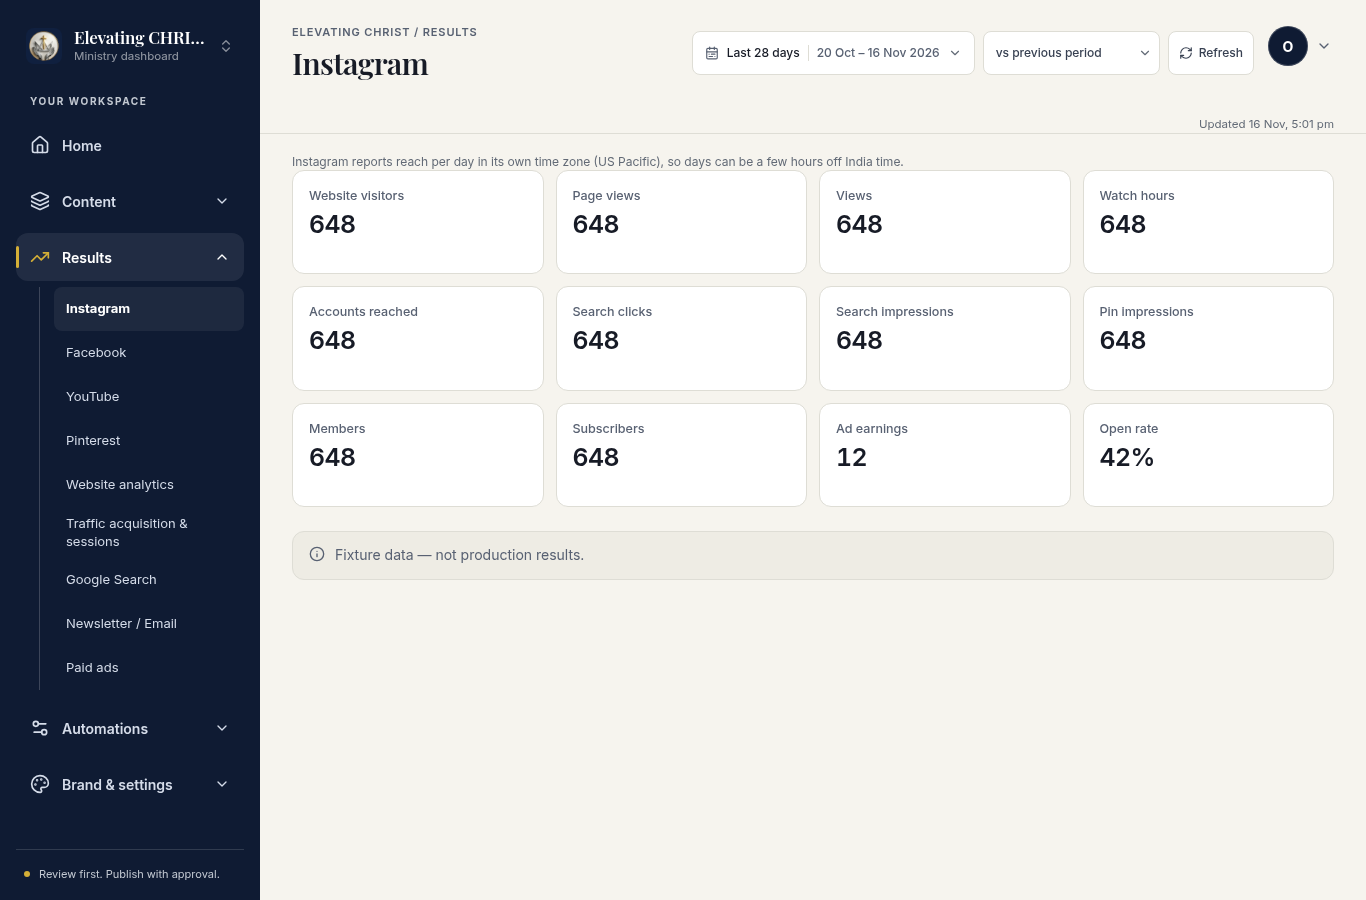 Elevating CHRI...
Ministry dashboard
YOUR WORKSPACE
Home
Content
Results
Instagram
Facebook
YouTube
Pinterest
Website analytics
Traffic acquisition &
sessions
Google Search
Newsletter / Email
Paid ads
Automations
Brand & settings
Review first. Publish with approval.
ELEVATING CHRIST / RESULTS
Instagram
Last 28 days 20 Oct – 16 Nov 2026
vs previous period
Refresh
O
Updated 16 Nov, 5:01 pm
Instagram reports reach per day in its own time zone (US Pacific), so days can be a few hours off India time.
Website visitors
648
Page views
648
Views
648
Watch hours
648
Accounts reached
648
Search clicks
648
Search impressions
648
Pin impressions
648
Members
648
Subscribers
648
Ad earnings
12
Open rate
42%
Fixture data — not production results.